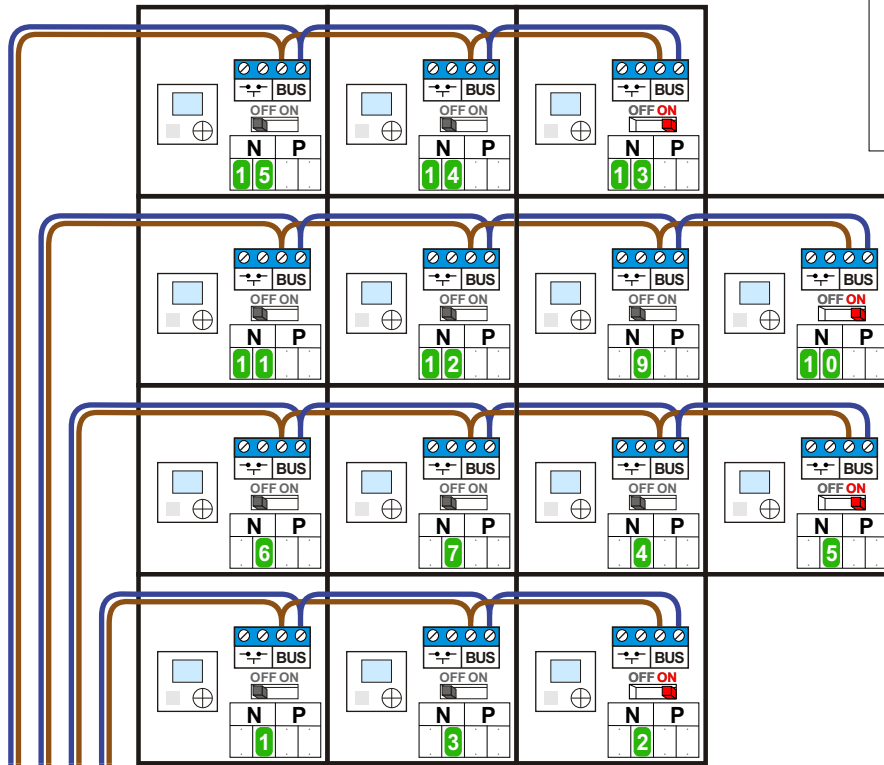 BUS BUS BUS
OFF ON OFF ON OFF ON
N P N P N P
15 14 13
BUS BUS BUS BUS
OFF ON OFF ON OFF ON OFF ON
N P N P N P N P
11 12 9 10
BUS BUS BUS BUS
OFF ON OFF ON OFF ON OFF ON
N P N P N P N P
6 7 4 5
BUS BUS BUS
OFF ON OFF ON OFF ON
N P N P N P
1 3 2